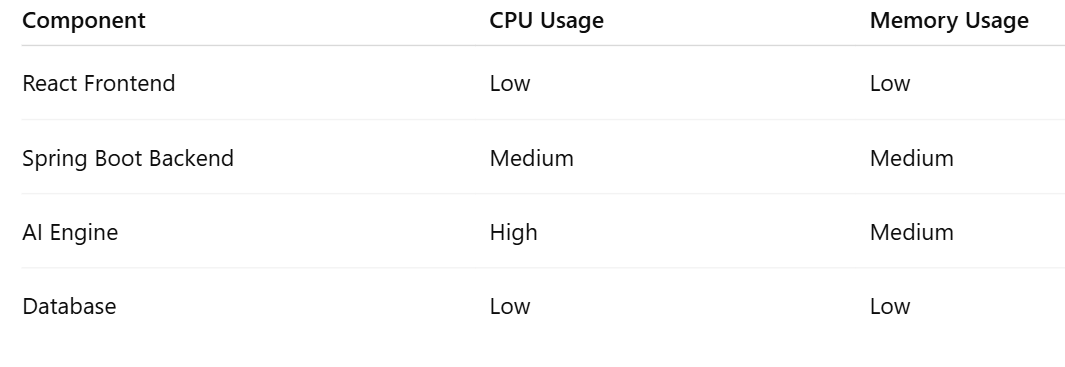 Component CPU Usage Memory Usage
React Frontend Low Low
Spring Boot Backend Medium Medium
AI Engine High Medium
Database Low Low